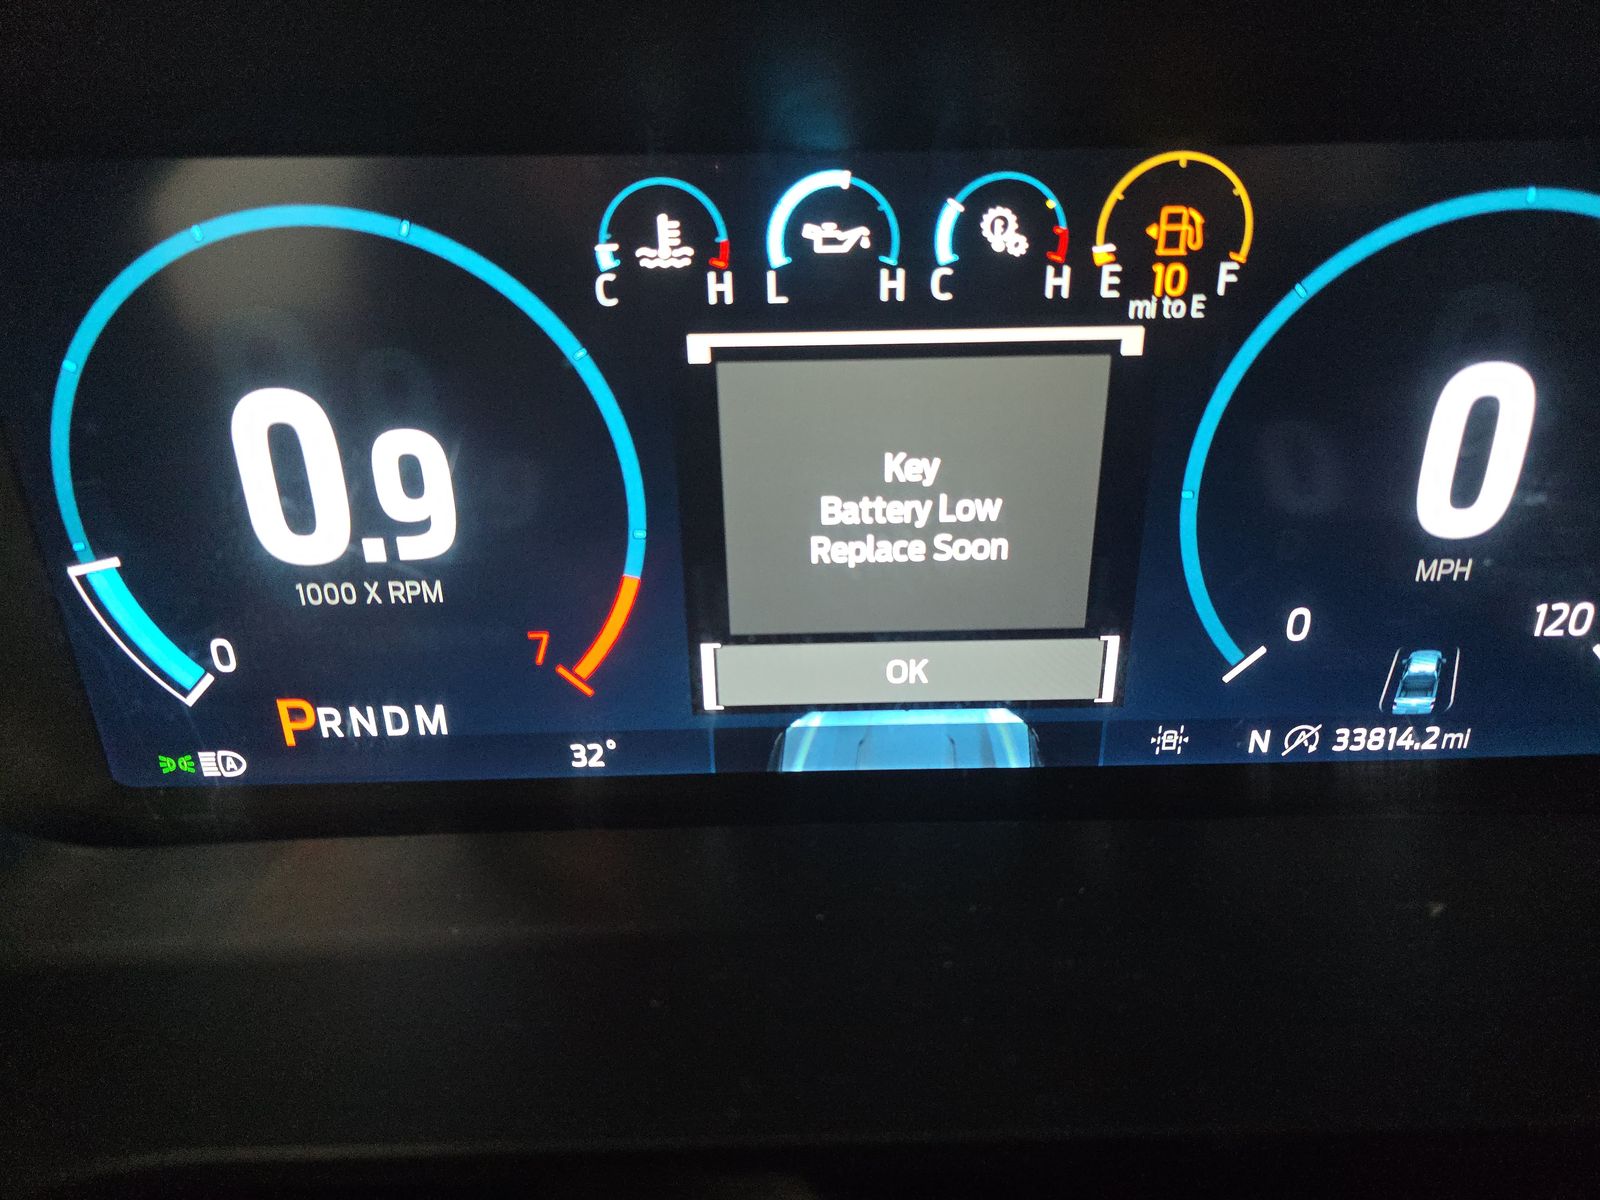 C H
L H
C H
E F
10
mi to E
0.9
1000 X RPM
0
7
PRNDM
32°
Key
Battery Low
Replace Soon
OK
0
MPH
0
120
A
N A 33814.2mi